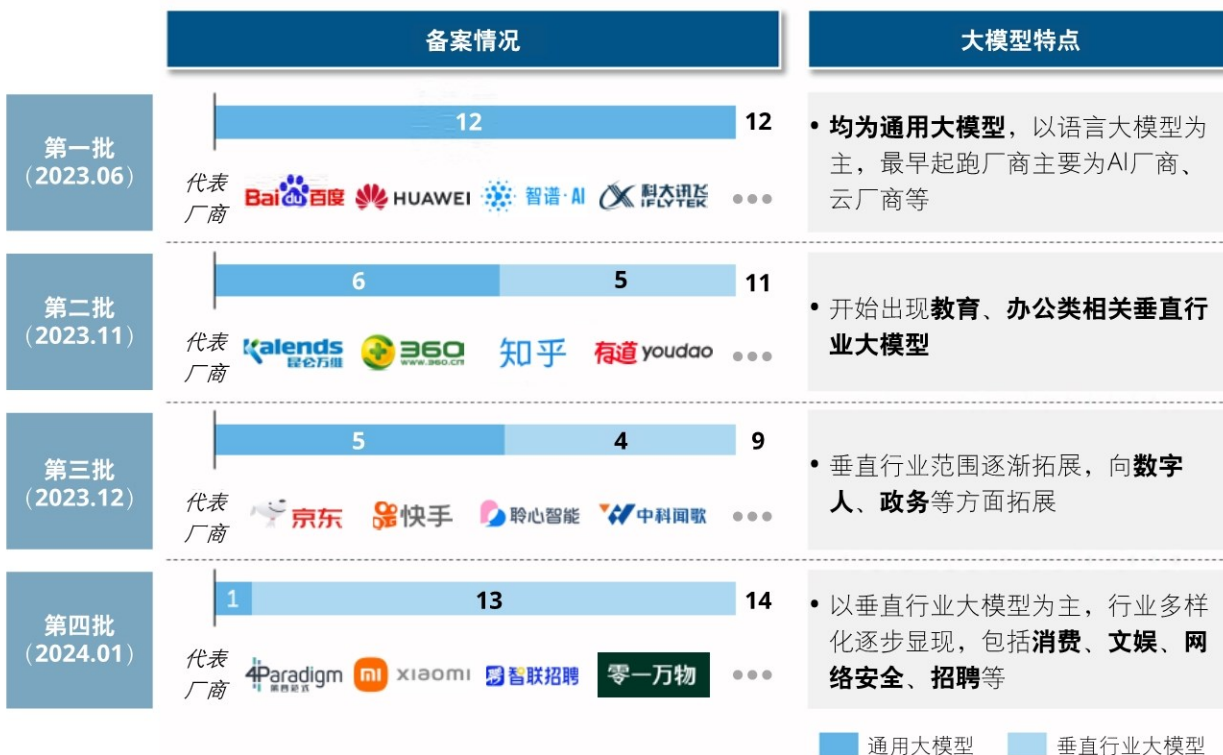 备案情况
大模型特点
第一批
（2023.06）
12
12
代表
厂商
Bai du 百度
HUAWEI
智谱·AI
科大讯飞
IFLYTEK
• 均为通用大模型，以语言大模型为
主，最早起跑厂商主要为AI厂商、
云厂商等
第二批
（2023.11）
6
5
11
代表
厂商
Kalends
昆仑万维
360
www.360.cn
知乎
有道 youdao
• 开始出现教育、办公类相关垂直行
业大模型
第三批
（2023.12）
5
4
9
代表
厂商
京东
快手
聆心智能
中科闻歌
• 垂直行业范围逐渐拓展，向数字
人、政务等方面拓展
第四批
（2024.01）
1
13
14
代表
厂商
4Paradigm
第四范式
mi
xiaomi
智联招聘
零一万物
• 以垂直行业大模型为主，行业多样
化逐步显现，包括消费、文娱、网
络安全、招聘等
通用大模型
垂直行业大模型